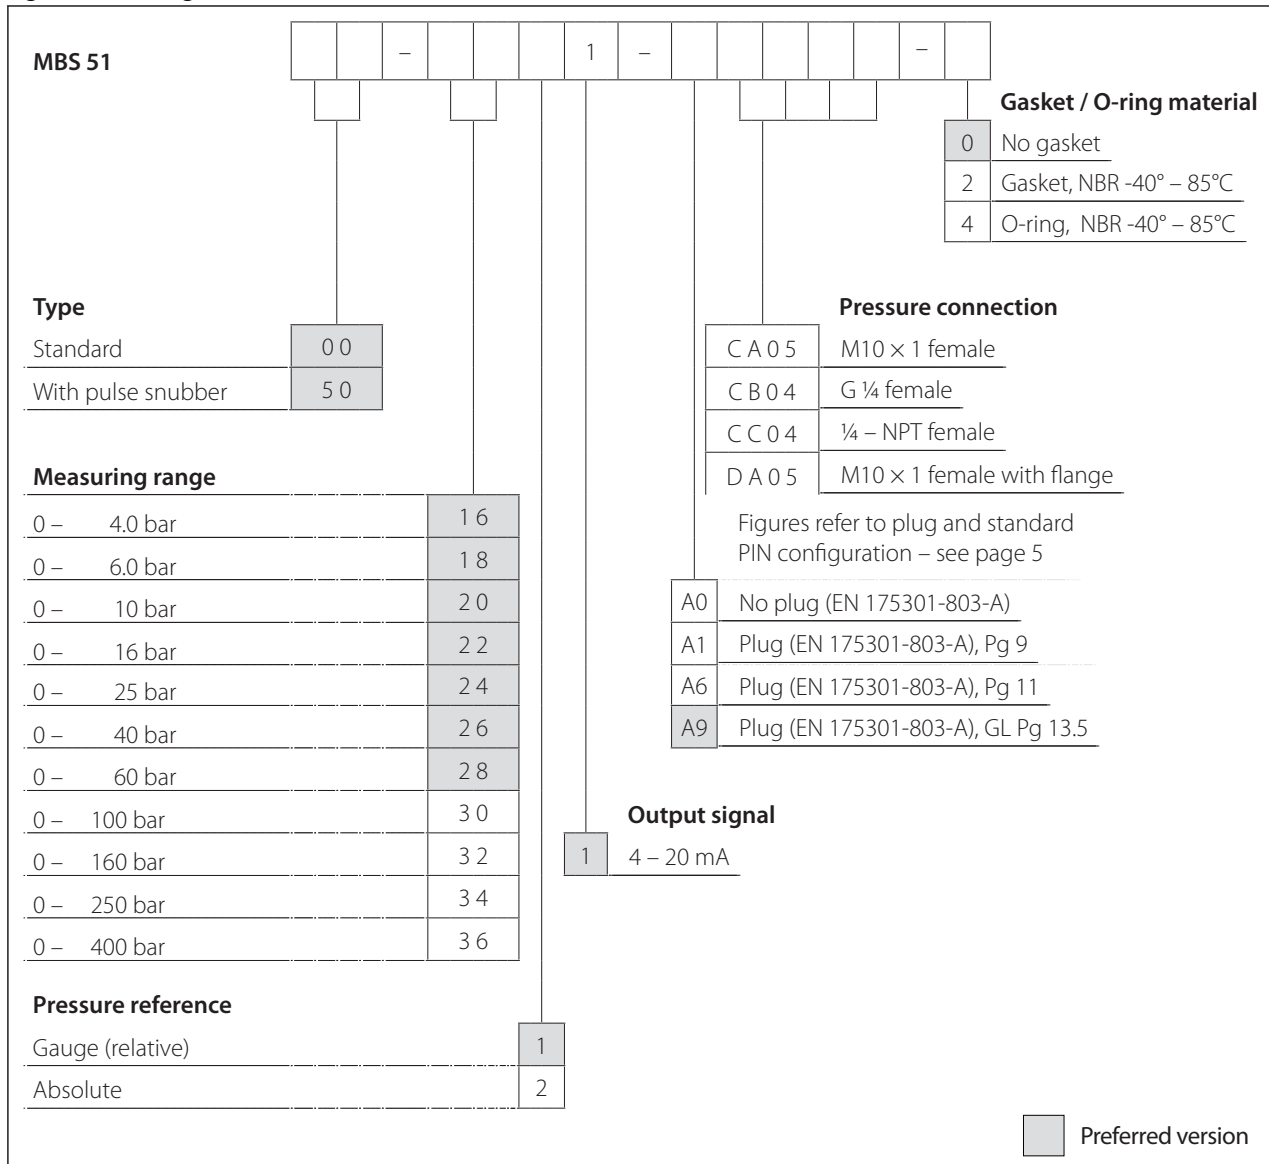 MBS 51 – 1 – –
Gasket / O-ring material
0 No gasket
2 Gasket, NBR -40° – 85°C
4 O-ring, NBR -40° – 85°C
Type
Standard 0 0
With pulse snubber 5 0
Pressure connection
C A 0 5 M10 × 1 female
C B 0 4 G ¼ female
C C 0 4 ¼ – NPT female
D A 0 5 M10 × 1 female with flange
Figures refer to plug and standard
PIN configuration – see page 5
A0 No plug (EN 175301-803-A)
A1 Plug (EN 175301-803-A), Pg 9
A6 Plug (EN 175301-803-A), Pg 11
A9 Plug (EN 175301-803-A), GL Pg 13.5
Measuring range
0 – 4.0 bar 1 6
0 – 6.0 bar 1 8
0 – 10 bar 2 0
0 – 16 bar 2 2
0 – 25 bar 2 4
0 – 40 bar 2 6
0 – 60 bar 2 8
0 – 100 bar 3 0
0 – 160 bar 3 2
0 – 250 bar 3 4
0 – 400 bar 3 6
Output signal
1 4 – 20 mA
Pressure reference
Gauge (relative) 1
Absolute 2
Preferred version